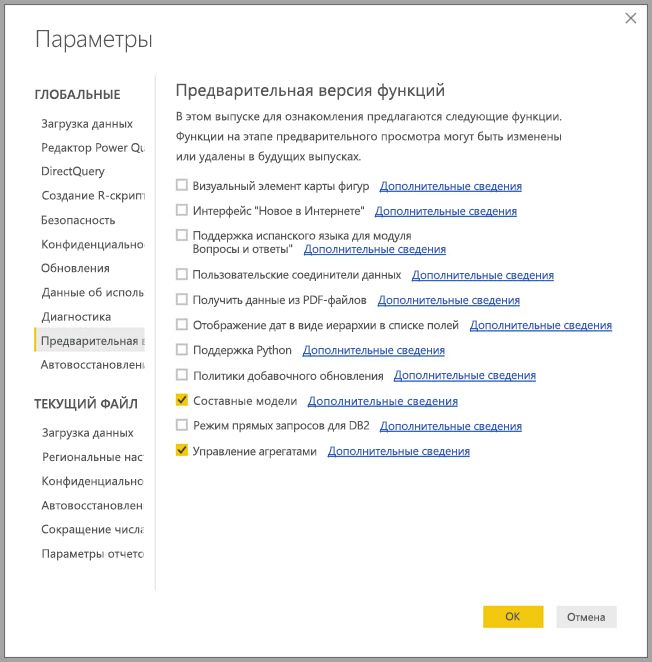 Параметры
ГЛОБАЛЬНЫЕ
Загрузка данных
Редактор Power Qu
DirectQuery
Создание R-скрипт
Безопасность
Конфиденциально
Обновления
Данные об исполь
Диагностика
Предварительная в
Автовосстановлени
ТЕКУЩИЙ ФАЙЛ
Загрузка данных
Региональные наст
Конфиденциально
Автовосстановлен
Сокращение числа
Параметры отчето
Предварительная версия функций
В этом выпуске для ознакомления предлагаются следующие функции.
Функции на этапе предварительного просмотра могут быть изменены
или удалены в будущих выпусках.
Визуальный элемент карты фигур Дополнительные сведения
Интерфейс "Новое в Интернете" Дополнительные сведения
Поддержка испанского языка для модуля
Вопросы и ответы" Дополнительные сведения
Пользовательские соединители данных Дополнительные сведения
Получить данные из PDF-файлов Дополнительные сведения
Отображение дат в виде иерархии в списке полей Дополнительные сведения
Поддержка Python Дополнительные сведения
Политики добавочного обновления Дополнительные сведения
Составные модели Дополнительные сведения
Режим прямых запросов для DB2 Дополнительные сведения
Управление агрегатами Дополнительные сведения
ОК
Отмена